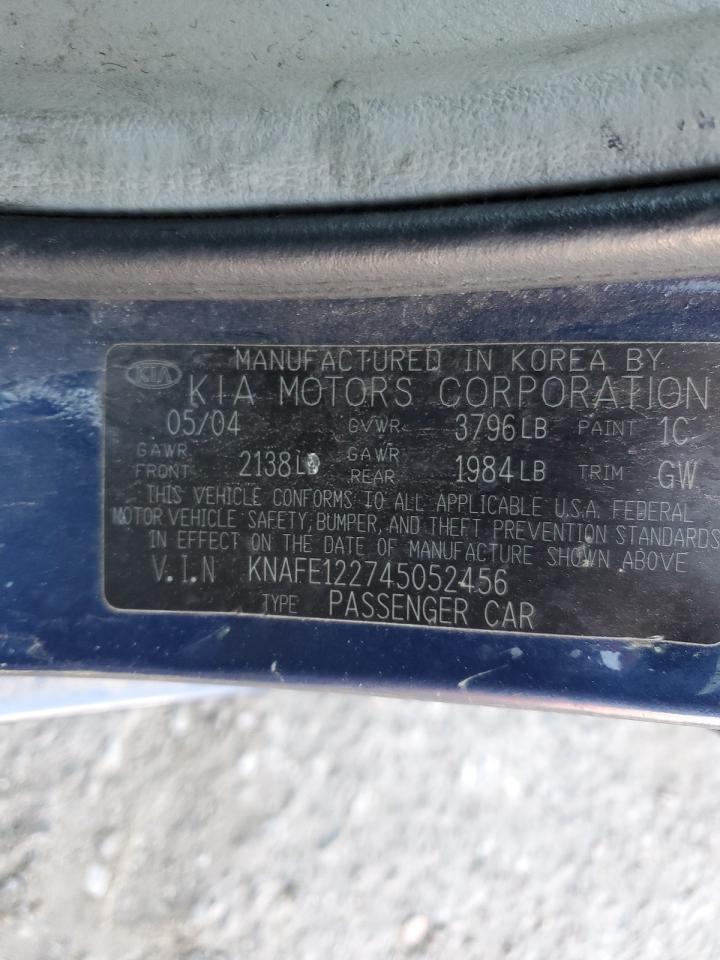 MANUFACTURED IN KOREA BY
KIA KIA MOTORS CORPORATION
05/04 GVWR 3796LB PAINT 1C
GAWR FRONT 2138LB GAWR REAR 1984LB TRIM GW
THIS VEHICLE CONFORMS TO ALL APPLICABLE U.S.A. FEDERAL
MOTOR VEHICLE SAFETY, BUMPER, AND THEFT PREVENTION STANDARDS
IN EFFECT ON THE DATE OF MANUFACTURE SHOWN ABOVE
V.I.N KNAFE122745052456
TYPE PASSENGER CAR